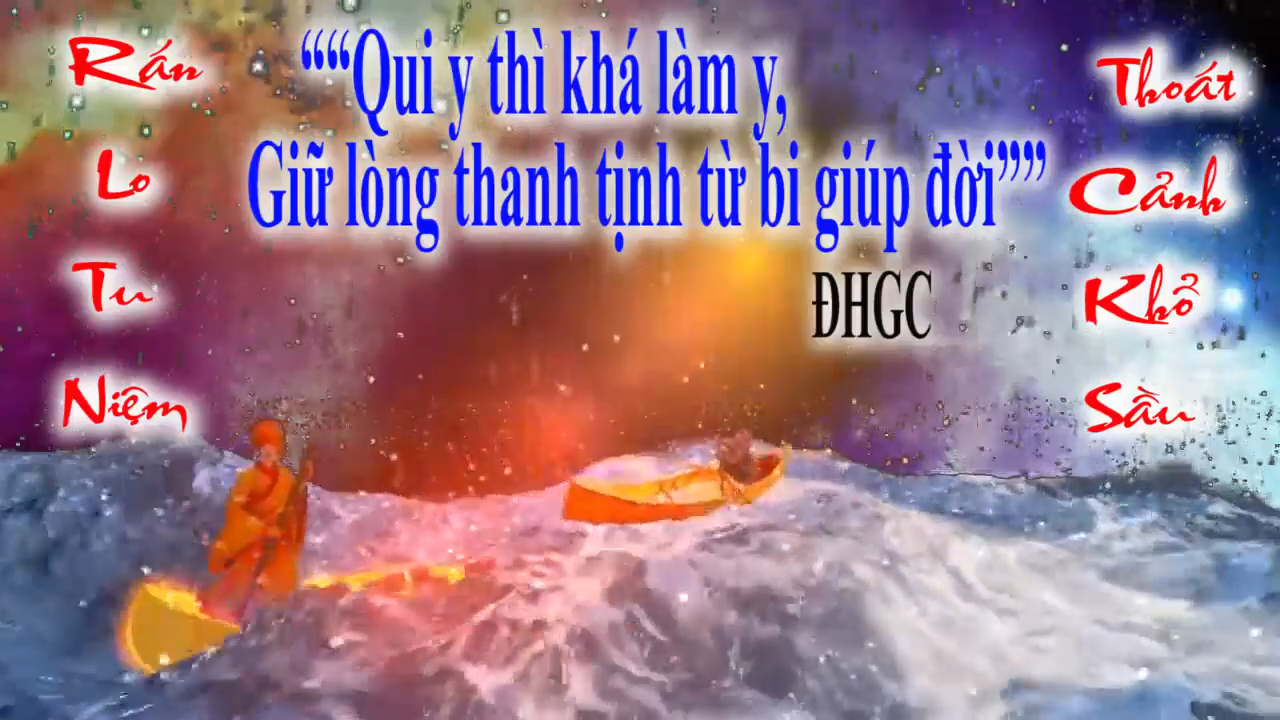 Rán
Lo
Tu
Niệm
““Qui y thì khá làm y,
Giữ lòng thanh tịnh từ bi giúp đời””
ĐHGC
Thoát
Cảnh
Khổ
Sầu